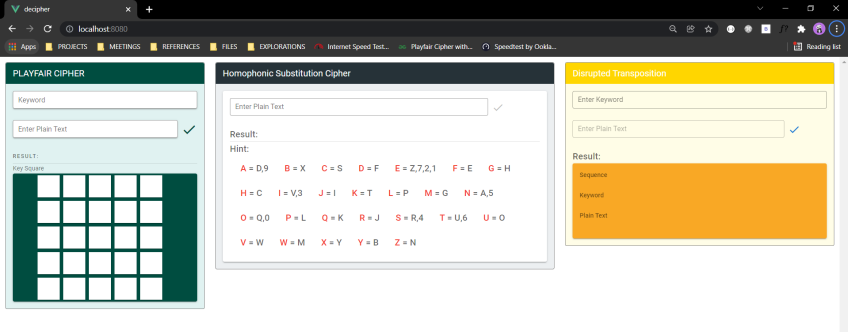 decipher
localhost:8080
Apps PROJECTS MEETINGS REFERENCES FILES EXPLORATIONS Internet Speed Test... Playfair Cipher with... Speedtest by Ookla... Reading list
PLAYFAIR CIPHER
Keyword
Enter Plain Text
RESULT:
Key Square
Homophonic Substitution Cipher
Enter Plain Text
Result:
Hint:
A = D,9 B = X C = S D = F E = Z,7,2,1 F = E G = H
H = C I = V,3 J = I K = T L = P M = G N = A,5
O = Q,0 P = L Q = K R = J S = R,4 T = U,6 U = O
V = W W = M X = Y Y = B Z = N
Disrupted Transposition
Enter Keyword
Enter Plain Text
Result:
Sequence
Keyword
Plain Text